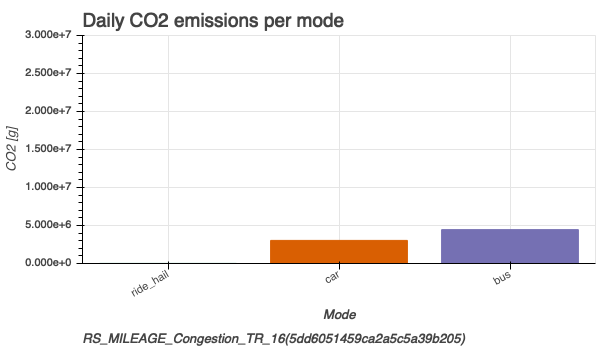 Daily CO2 emissions per mode
3.000e+7
2.500e+7
2.000e+7
1.500e+7
1.000e+7
5.000e+6
0.000e+0
CO2 [g]
ride_hail
car
bus
Mode
RS_MILEAGE_Congestion_TR_16(5dd6051459ca2a5c5a39b205)